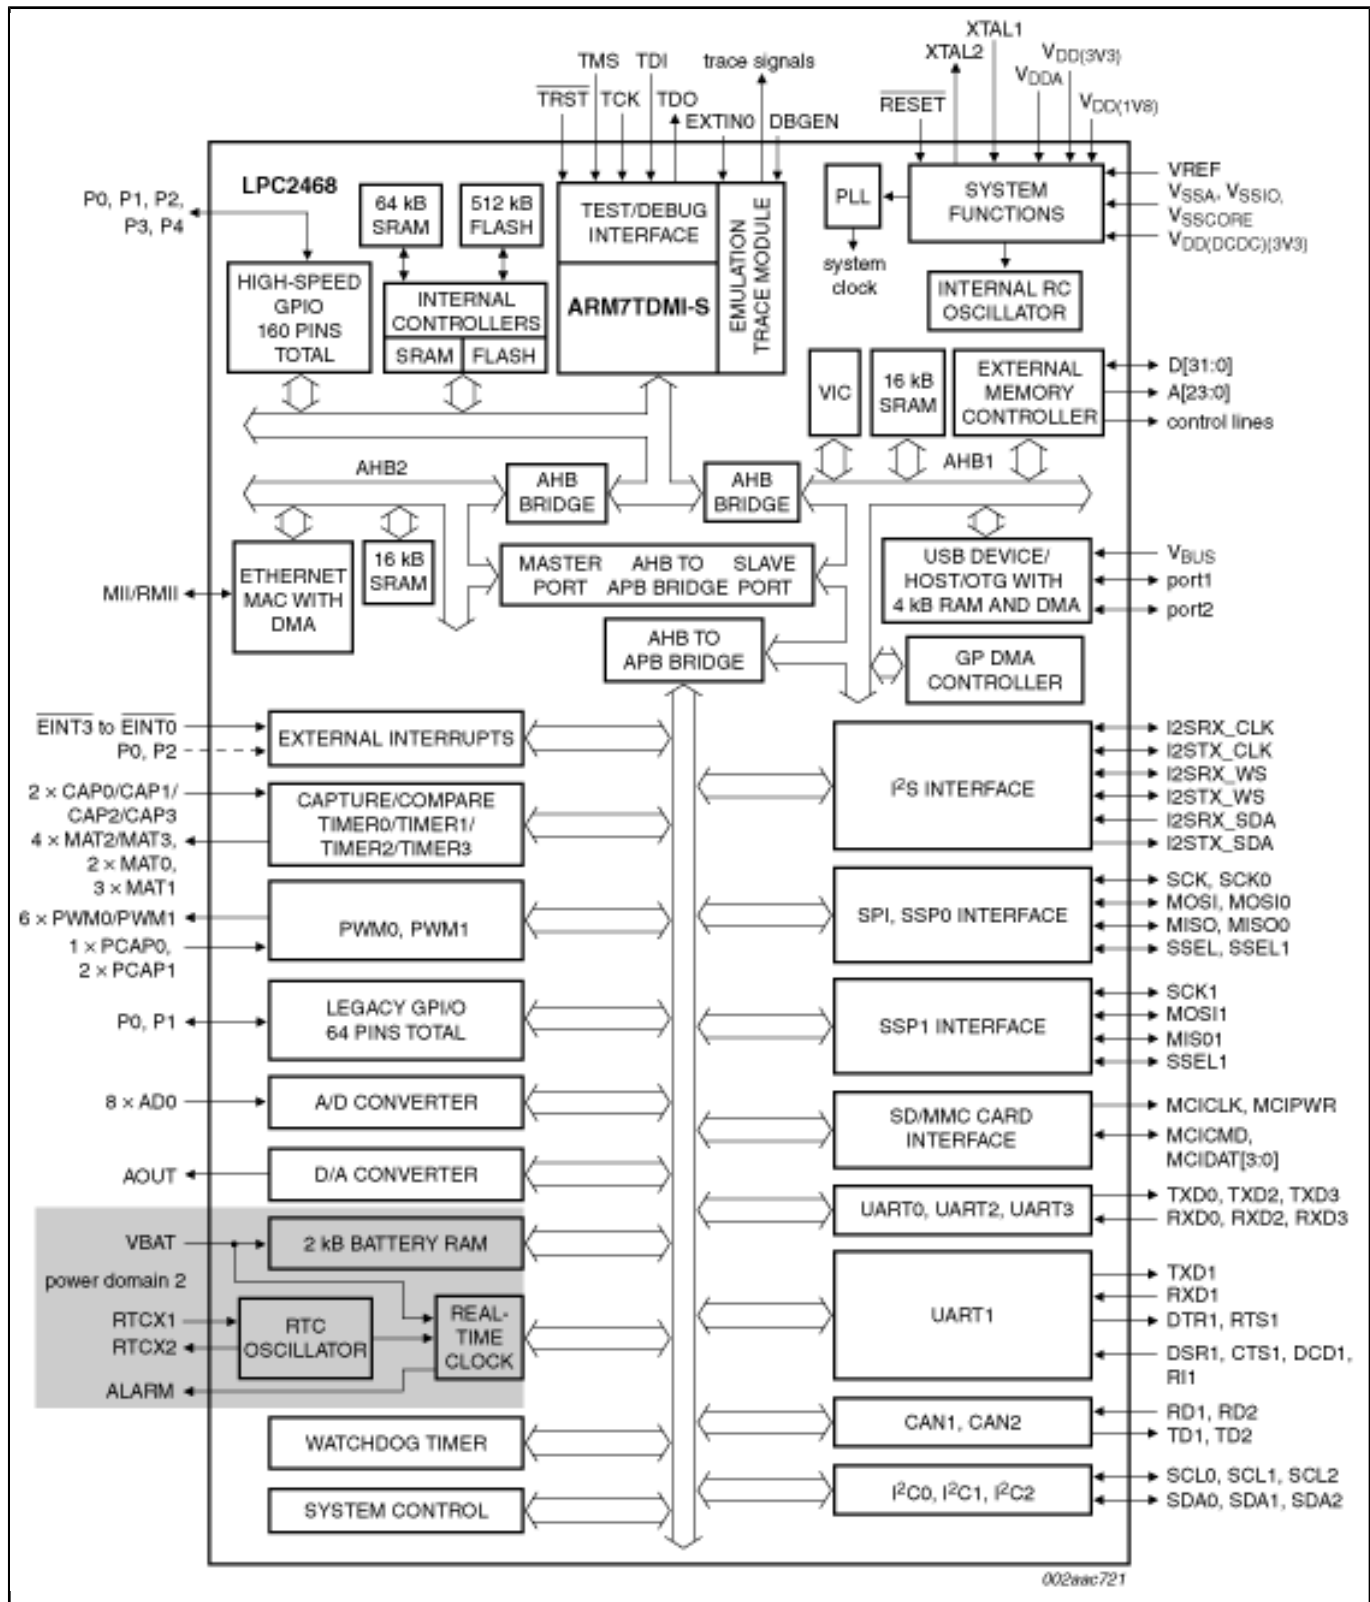 XTAL1
XTAL2
VDD(3V3)
VDDA
VDD(1V8)
RESET
TMS TDI
trace signals
TRST TCK TDO
EXTIN0 DBGEN
LPC2468
P0, P1, P2,
P3, P4
64 kB
SRAM
512 kB
FLASH
TEST/DEBUG
INTERFACE
EMULATION
TRACE MODULE
PLL
SYSTEM
FUNCTIONS
VREF
VSSA, VSSIO,
VSSCORE
VDD(DCDC)(3V3)
system
clock
HIGH-SPEED
GPIO
160 PINS
TOTAL
INTERNAL
CONTROLLERS
SRAM FLASH
ARM7TDMI-S
INTERNAL RC
OSCILLATOR
VIC
16 kB
SRAM
EXTERNAL
MEMORY
CONTROLLER
D[31:0]
A[23:0]
control lines
AHB2
AHB
BRIDGE
AHB
BRIDGE
AHB1
ETHERNET
MAC WITH
DMA
16 kB
SRAM
MASTER AHB TO SLAVE
PORT APB BRIDGE PORT
USB DEVICE/
HOST/OTG WITH
4 kB RAM AND DMA
VBUS
port1
port2
MII/RMII
AHB TO
APB BRIDGE
GP DMA
CONTROLLER
EINT3 to EINT0
P0, P2
EXTERNAL INTERRUPTS
2 × CAP0/CAP1/
CAP2/CAP3
4 × MAT2/MAT3,
2 × MAT0,
3 × MAT1
CAPTURE/COMPARE
TIMER0/TIMER1/
TIMER2/TIMER3
6 × PWM0/PWM1
1 × PCAP0,
2 × PCAP1
PWM0, PWM1
P0, P1
LEGACY GPI/O
64 PINS TOTAL
8 × AD0
A/D CONVERTER
AOUT
D/A CONVERTER
VBAT
2 kB BATTERY RAM
power domain 2
RTCX1
RTCX2
RTC
OSCILLATOR
REAL-
TIME
CLOCK
ALARM
WATCHDOG TIMER
SYSTEM CONTROL
I2S INTERFACE
I2SRX_CLK
I2STX_CLK
I2SRX_WS
I2STX_WS
I2SRX_SDA
I2STX_SDA
SPI, SSP0 INTERFACE
SCK, SCK0
MOSI, MOSI0
MISO, MISO0
SSEL, SSEL1
SSP1 INTERFACE
SCK1
MOSI1
MISO1
SSEL1
SD/MMC CARD
INTERFACE
MCICLK, MCIPWR
MCICMD,
MCIDAT[3:0]
UART0, UART2, UART3
TXD0, TXD2, TXD3
RXD0, RXD2, RXD3
UART1
TXD1
RXD1
DTR1, RTS1
DSR1, CTS1, DCD1,
RI1
CAN1, CAN2
RD1, RD2
TD1, TD2
I2C0, I2C1, I2C2
SCL0, SCL1, SCL2
SDA0, SDA1, SDA2
002aac721